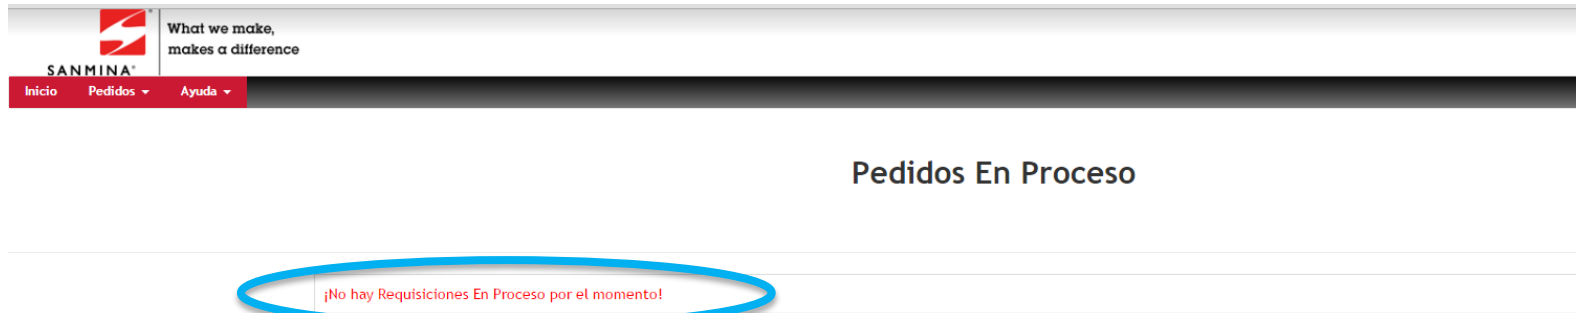 What we make,
makes a difference
SANMINA®
Inicio Pedidos Ayuda
Pedidos En Proceso
¡No hay Requisiciones En Proceso por el momento!